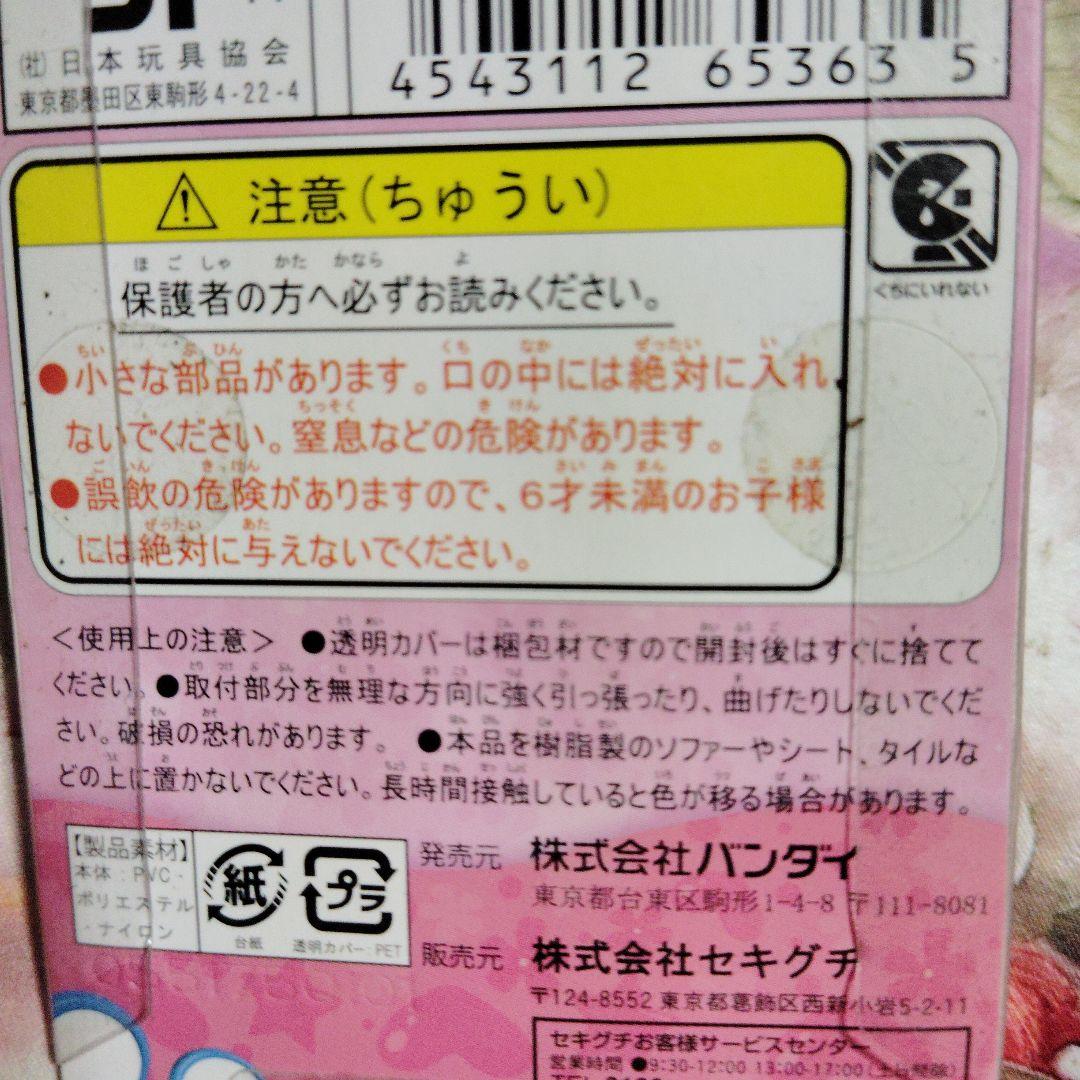 (社)日本玩具協会
東京都墨田区東駒形4-22-4
4543112 65363 5
注意(ちゅうい)
ほごしゃ かた かなら よ
保護者の方へ必ずお読みください。
ちい ぶひん くち なか ぜったい い
●小さな部品があります。口の中には絶対に入れ
ちっそく きけん
ないでください。窒息などの危険があります。
ごいん きけん さいみまん こさま
●誤飲の危険がありますので、6才未満のお子様
ぜったい あた
には絶対に与えないでください。
くちにいれない
<使用上の注意> ●透明カバーは梱包材ですので開封後はすぐに捨てて
ください。●取付部分を無理な方向に強く引っ張ったり、曲げたりしないでくだ
さい。破損の恐れがあります。 ●本品を樹脂製のソファーやシート、タイルな
どの上に置かないでください。長時間接触していると色が移る場合があります。
【製品素材】
本体:PVC・
ポリエステル
・ナイロン
紙
台紙
プラ
透明カバー:PET
発売元 株式会社バンダイ
東京都台東区駒形1-4-8 〒111-8081
販売元 株式会社セキグチ
〒124-8552 東京都葛飾区西新小岩5-2-11
セキグチお客様サービスセンター
営業時間 ●9:30-12:00 13:00-17:00